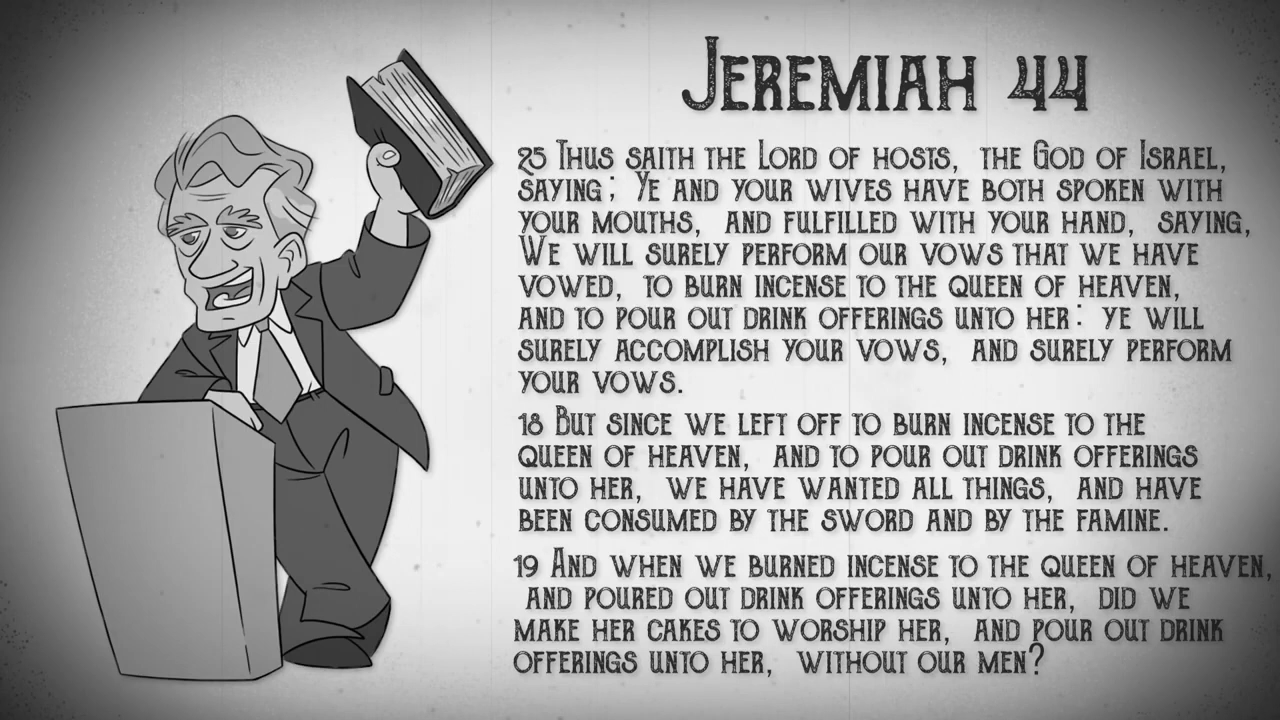 Jeremiah 44
25 Thus saith the Lord of hosts, the God of Israel,
saying; Ye and your wives have both spoken with
your mouths, and fulfilled with your hand, saying,
We will surely perform our vows that we have
vowed, to burn incense to the queen of heaven,
and to pour out drink offerings unto her: ye will
surely accomplish your vows, and surely perform
your vows.
18 But since we left off to burn incense to the
queen of heaven, and to pour out drink offerings
unto her, we have wanted all things, and have
been consumed by the sword and by the famine.
19 And when we burned incense to the queen of heaven,
and poured out drink offerings unto her, did we
make her cakes to worship her, and pour out drink
offerings unto her, without our men?